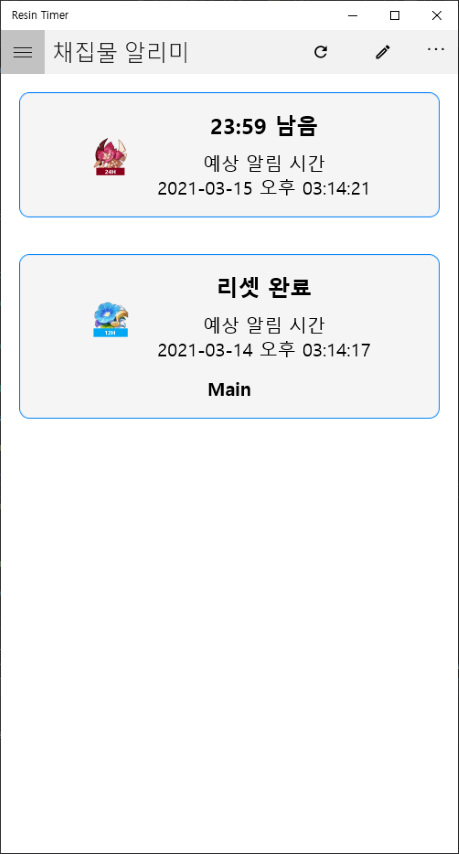 Resin Timer
채집물 알리미
23:59 남음
예상 알림 시간
2021-03-15 오후 03:14:21
24H
리셋 완료
예상 알림 시간
2021-03-14 오후 03:14:17
12H
Main